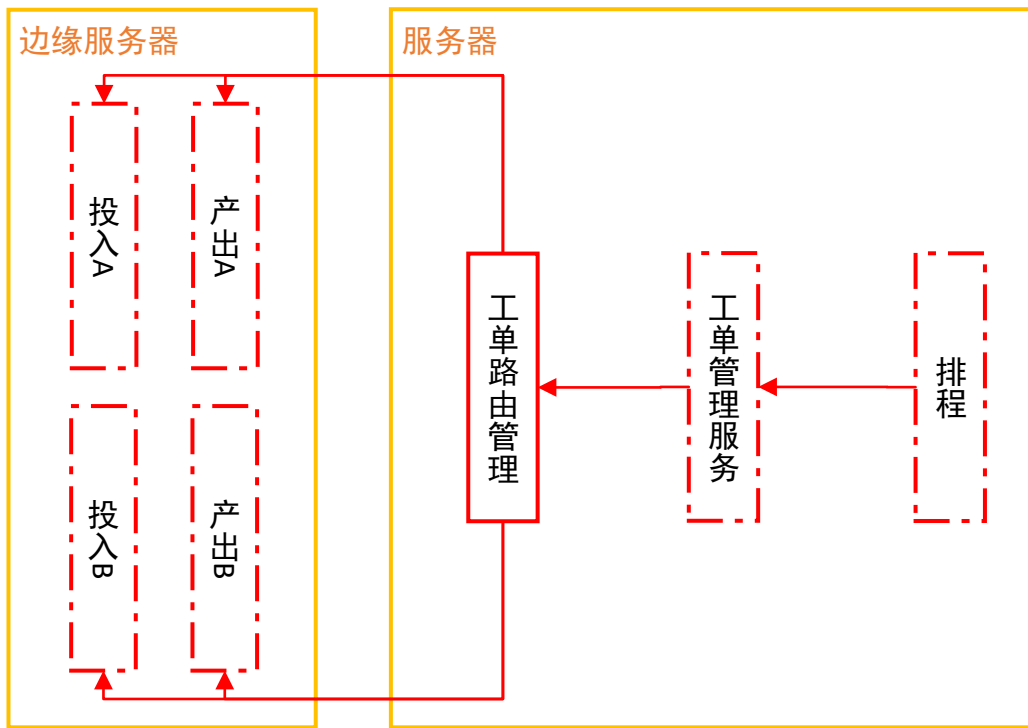 边缘服务器
服务器
投入A
产出A
投入B
产出B
工单路由管理
工单管理服务
排程